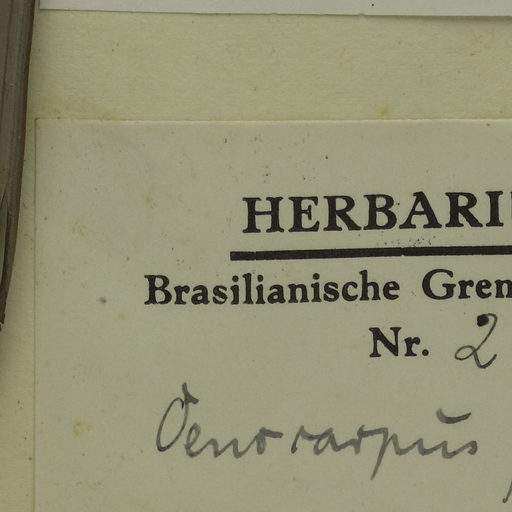 HERBARI
Brasilianische Gren
Nr. 2
Oenocarpus